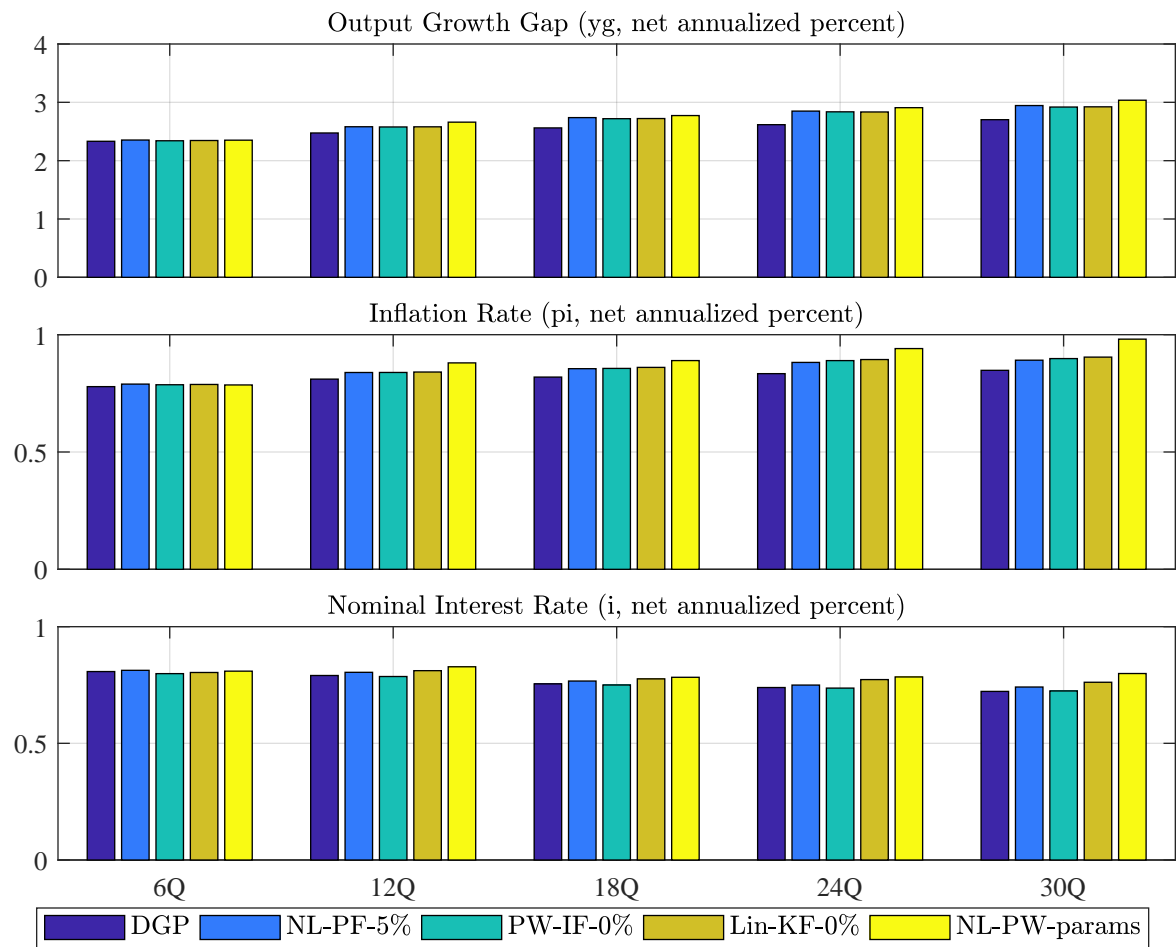 Output Growth Gap (yg, net annualized percent)
4
3
2
1
0
Inflation Rate (pi, net annualized percent)
1
0.5
0
Nominal Interest Rate (i, net annualized percent)
1
0.5
0
6Q 12Q 18Q 24Q 30Q
DGP NL-PF-5% PW-IF-0% Lin-KF-0% NL-PW-params